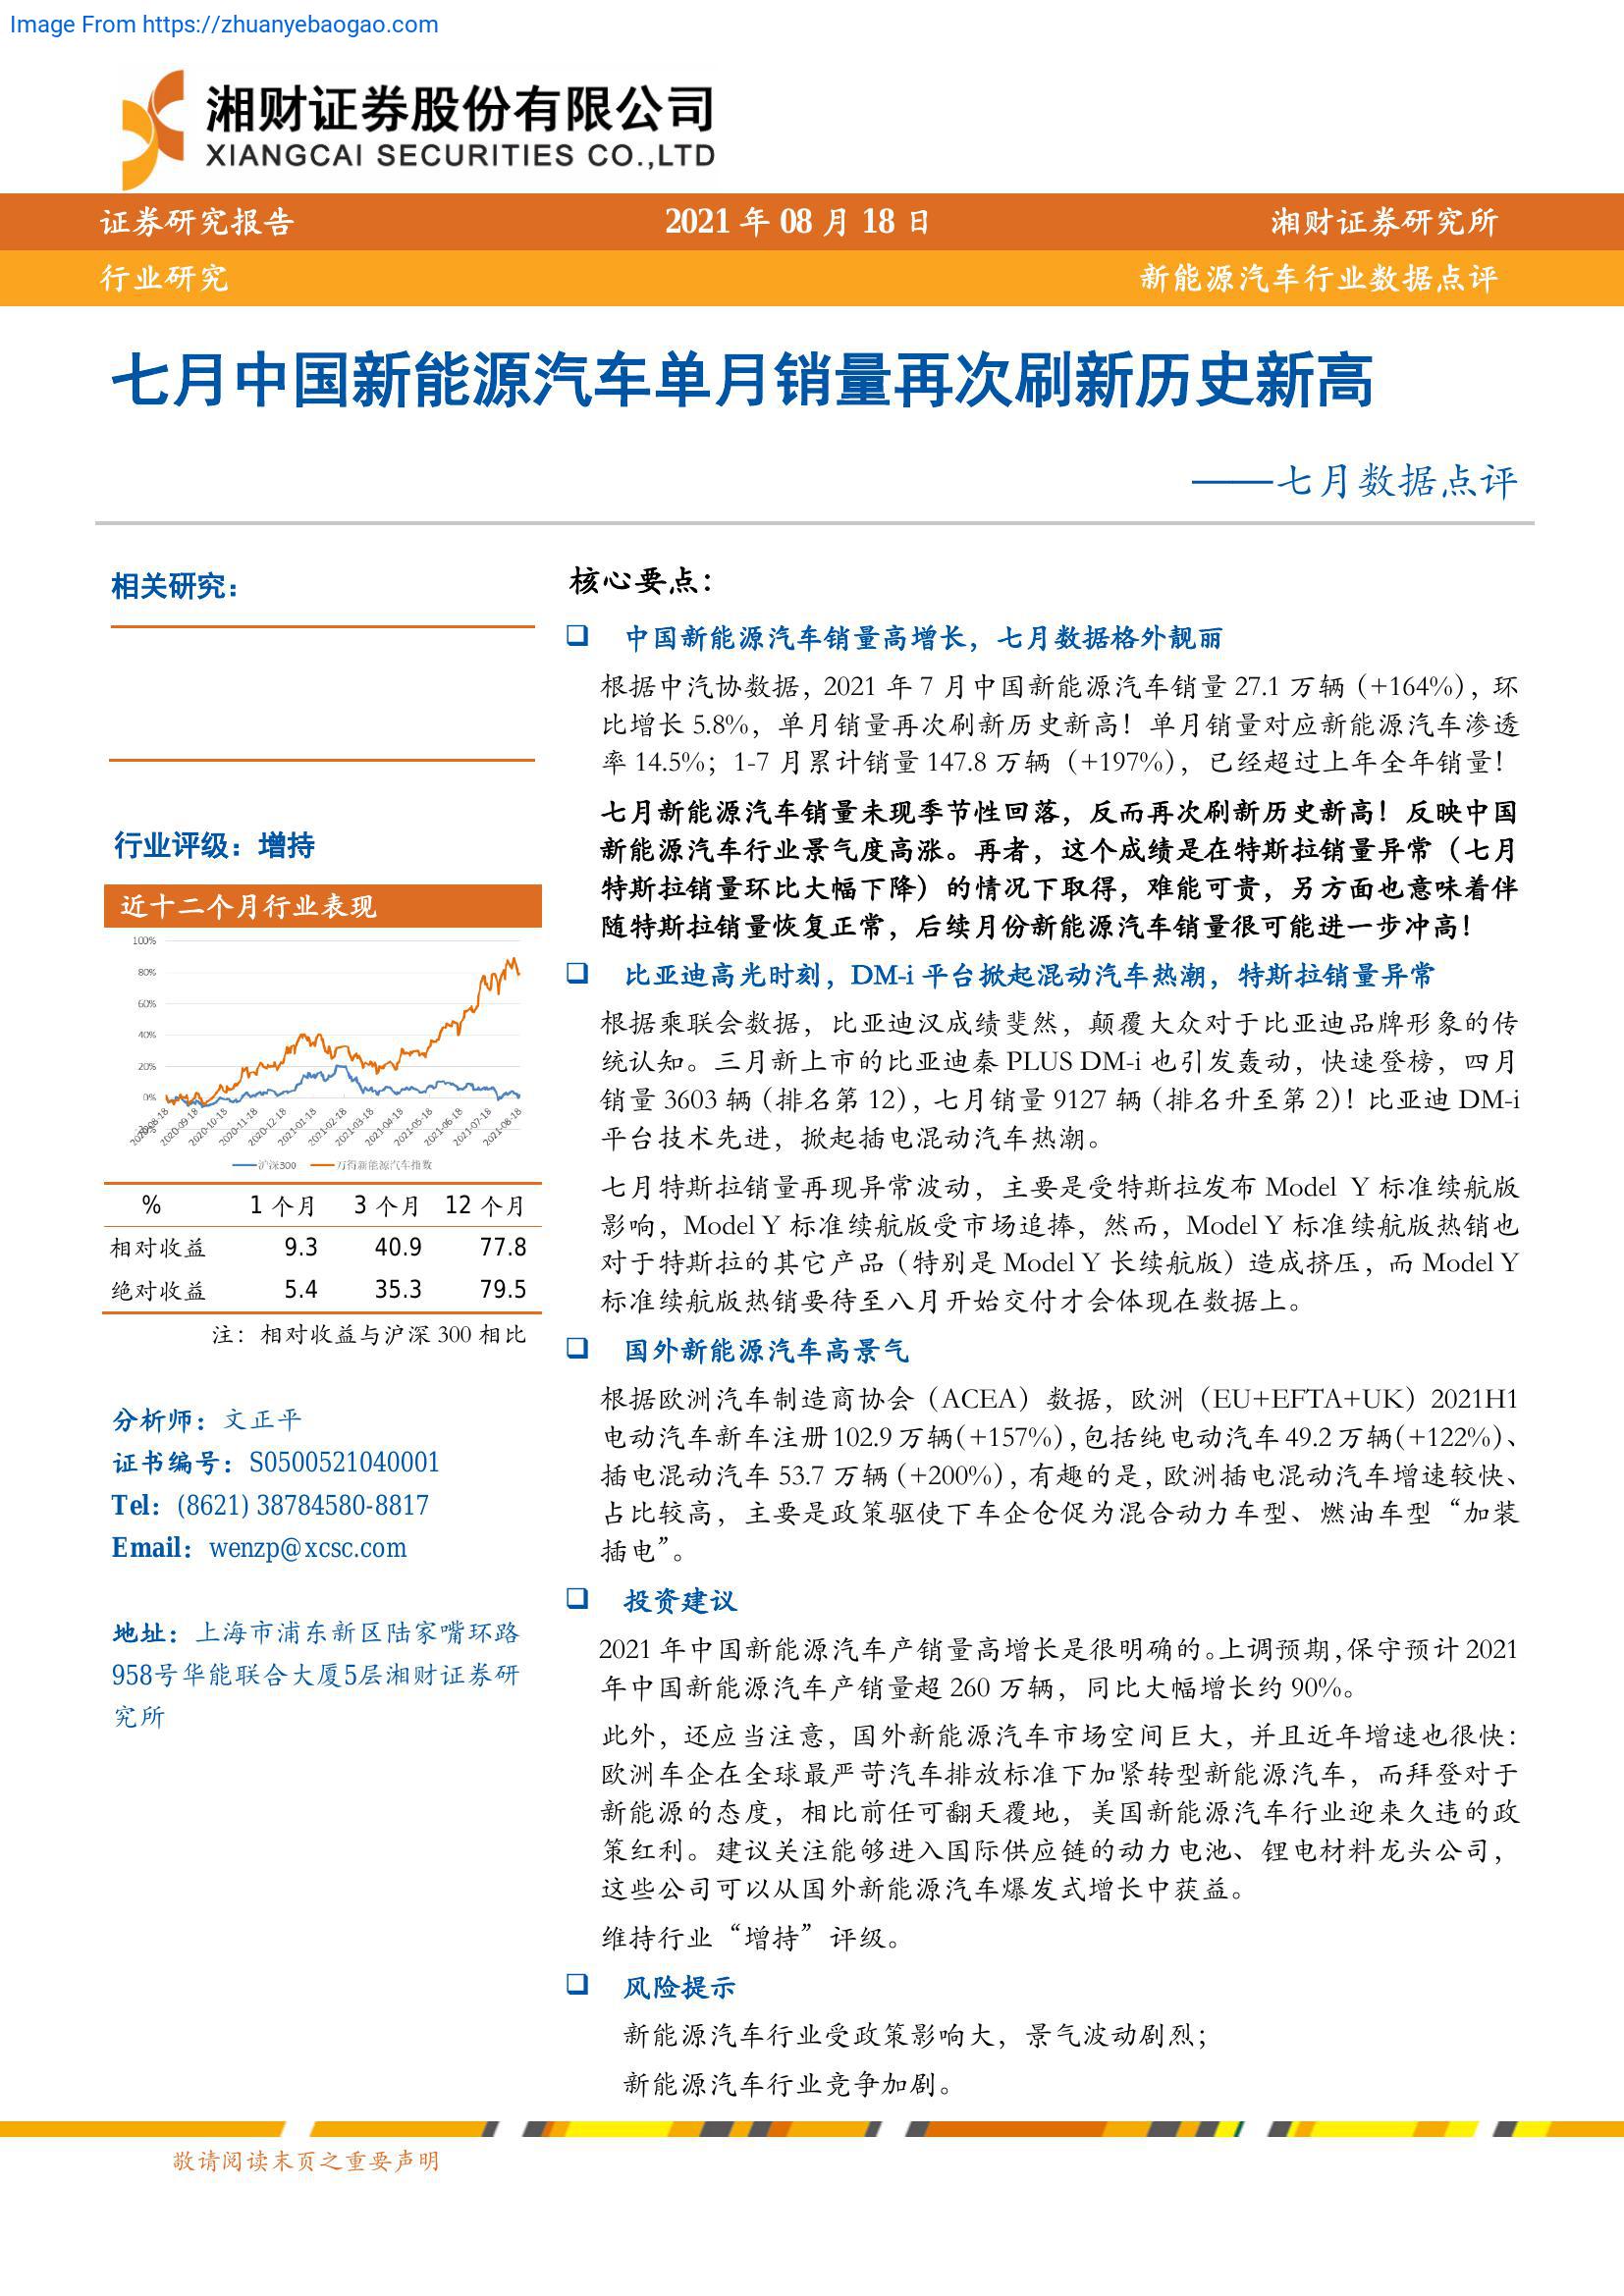 Image From https://zhuanyebaogao.com
湘财证券股份有限公司
XIANGCAI SECURITIES CO.,LTD
证券研究报告 2021 年 08 月 18 日 湘财证券研究所
行业研究 新能源汽车行业数据点评
七月中国新能源汽车单月销量再次刷新历史新高
——七月数据点评
相关研究：
行业评级：增持
近十二个月行业表现
100%
80%
60%
40%
20%
0%
2020-08-18 2020-09-18 2020-10-15 2020-11-18 2020-12-18 2021-01-18 2021-02-18 2021-03-18 2021-04-18 2021-05-18 2021-06-18 2021-07-18 2021-08-18
沪深300 万得新能源汽车指数
% 1 个月 3 个月 12 个月
相对收益 9.3 40.9 77.8
绝对收益 5.4 35.3 79.5
注：相对收益与沪深 300 相比
分析师：文正平
证书编号：S0500521040001
Tel：(8621) 38784580-8817
Email：wenzp@xcsc.com
地址：上海市浦东新区陆家嘴环路
958号华能联合大厦5层湘财证券研
究所
核心要点：
❑ 中国新能源汽车销量高增长，七月数据格外靓丽
根据中汽协数据，2021 年 7 月中国新能源汽车销量 27.1 万辆（+164%），环
比增长 5.8%，单月销量再次刷新历史新高！单月销量对应新能源汽车渗透
率 14.5%；1-7 月累计销量 147.8 万辆（+197%），已经超过上年全年销量！
七月新能源汽车销量未现季节性回落，反而再次刷新历史新高！反映中国
新能源汽车行业景气度高涨。再者，这个成绩是在特斯拉销量异常（七月
特斯拉销量环比大幅下降）的情况下取得，难能可贵，另方面也意味着伴
随特斯拉销量恢复正常，后续月份新能源汽车销量很可能进一步冲高！
❑ 比亚迪高光时刻，DM-i 平台掀起混动汽车热潮，特斯拉销量异常
根据乘联会数据，比亚迪汉成绩斐然，颠覆大众对于比亚迪品牌形象的传
统认知。三月新上市的比亚迪秦 PLUS DM-i 也引发轰动，快速登榜，四月
销量 3603 辆（排名第 12），七月销量 9127 辆（排名升至第 2）！比亚迪 DM-i
平台技术先进，掀起插电混动汽车热潮。
七月特斯拉销量再现异常波动，主要是受特斯拉发布 Model Y 标准续航版
影响，Model Y 标准续航版受市场追捧，然而，Model Y 标准续航版热销也
对于特斯拉的其它产品（特别是 Model Y 长续航版）造成挤压，而 Model Y
标准续航版热销要待至八月开始交付才会体现在数据上。
❑ 国外新能源汽车高景气
根据欧洲汽车制造商协会（ACEA）数据，欧洲（EU+EFTA+UK）2021H1
电动汽车新车注册 102.9 万辆（+157%），包括纯电动汽车 49.2 万辆（+122%）、
插电混动汽车 53.7 万辆（+200%），有趣的是，欧洲插电混动汽车增速较快、
占比较高，主要是政策驱使下车企仓促为混合动力车型、燃油车型“加装
插电”。
❑ 投资建议
2021 年中国新能源汽车产销量高增长是很明确的。上调预期，保守预计 2021
年中国新能源汽车产销量超 260 万辆，同比大幅增长约 90%。
此外，还应当注意，国外新能源汽车市场空间巨大，并且近年增速也很快：
欧洲车企在全球最严苛汽车排放标准下加紧转型新能源汽车，而拜登对于
新能源的态度，相比前任可翻天覆地，美国新能源汽车行业迎来久违的政
策红利。建议关注能够进入国际供应链的动力电池、锂电材料龙头公司，
这些公司可以从国外新能源汽车爆发式增长中获益。
维持行业“增持”评级。
❑ 风险提示
新能源汽车行业受政策影响大，景气波动剧烈；
新能源汽车行业竞争加剧。
敬请阅读末页之重要声明